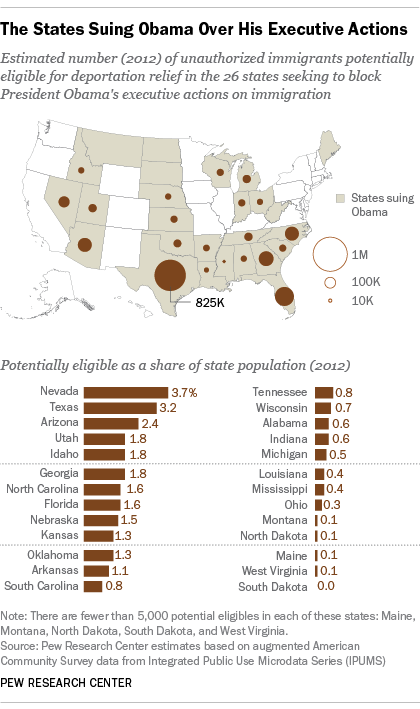 The States Suing Obama Over His Executive Actions
Estimated number (2012) of unauthorized immigrants potentially
eligible for deportation relief in the 26 states seeking to block
President Obama's executive actions on immigration
States suing
Obama
1M
100K
10K
825K
Potentially eligible as a share of state population (2012)
Nevada 3.7%
Texas 3.2
Arizona 2.4
Utah 1.8
Idaho 1.8
Georgia 1.8
North Carolina 1.6
Florida 1.6
Nebraska 1.5
Kansas 1.3
Oklahoma 1.3
Arkansas 1.1
South Carolina 0.8
Tennessee 0.8
Wisconsin 0.7
Alabama 0.6
Indiana 0.6
Michigan 0.5
Louisiana 0.4
Mississippi 0.4
Ohio 0.3
Montana 0.1
North Dakota 0.1
Maine 0.1
West Virginia 0.1
South Dakota 0.0
Note: There are fewer than 5,000 potential eligibles in each of these states: Maine,
Montana, North Dakota, South Dakota, and West Virginia.
Source: Pew Research Center estimates based on augmented American
Community Survey data from Integrated Public Use Microdata Series (IPUMS)
PEW RESEARCH CENTER